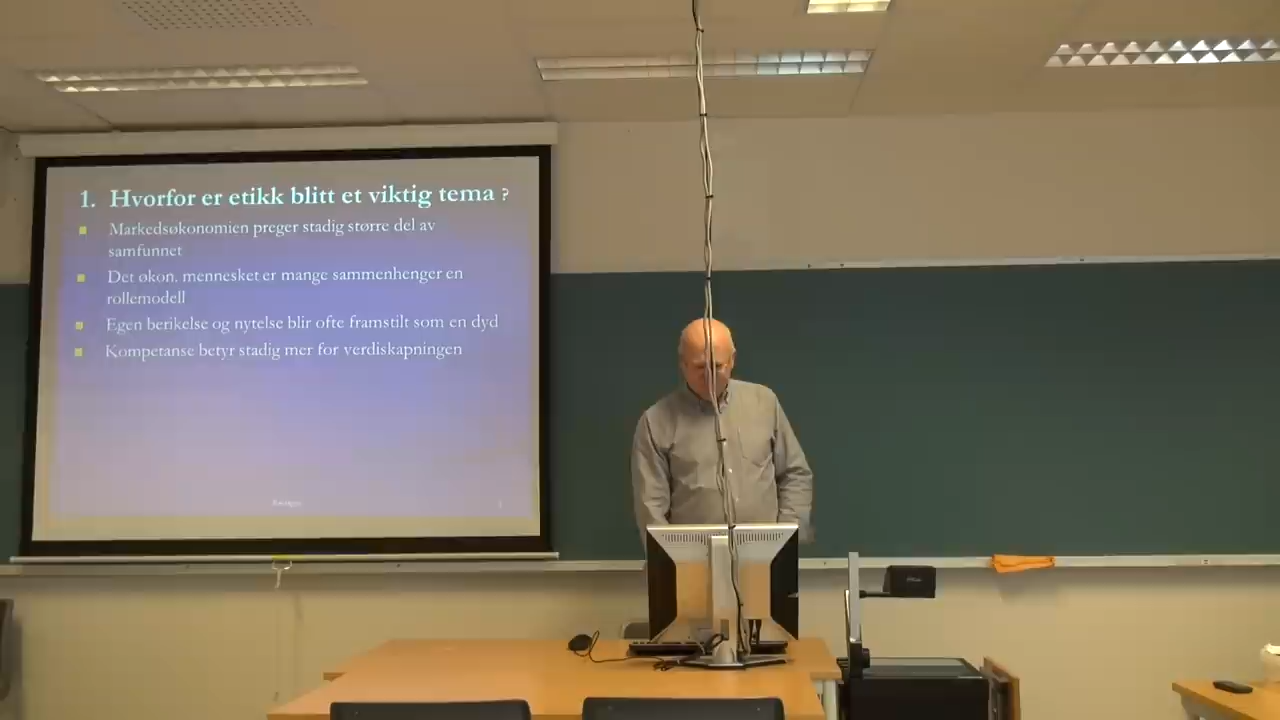 1. Hvorfor er etikk blitt et viktig tema ?
Markedsøkonomien preger stadig større del av
samfunnet
Det økon. mennesket er mange sammenhenger en
rollemodell
Egen berikelse og nytelse blir ofte framstilt som en dyd
Kompetanse betyr stadig mer for verdiskapningen